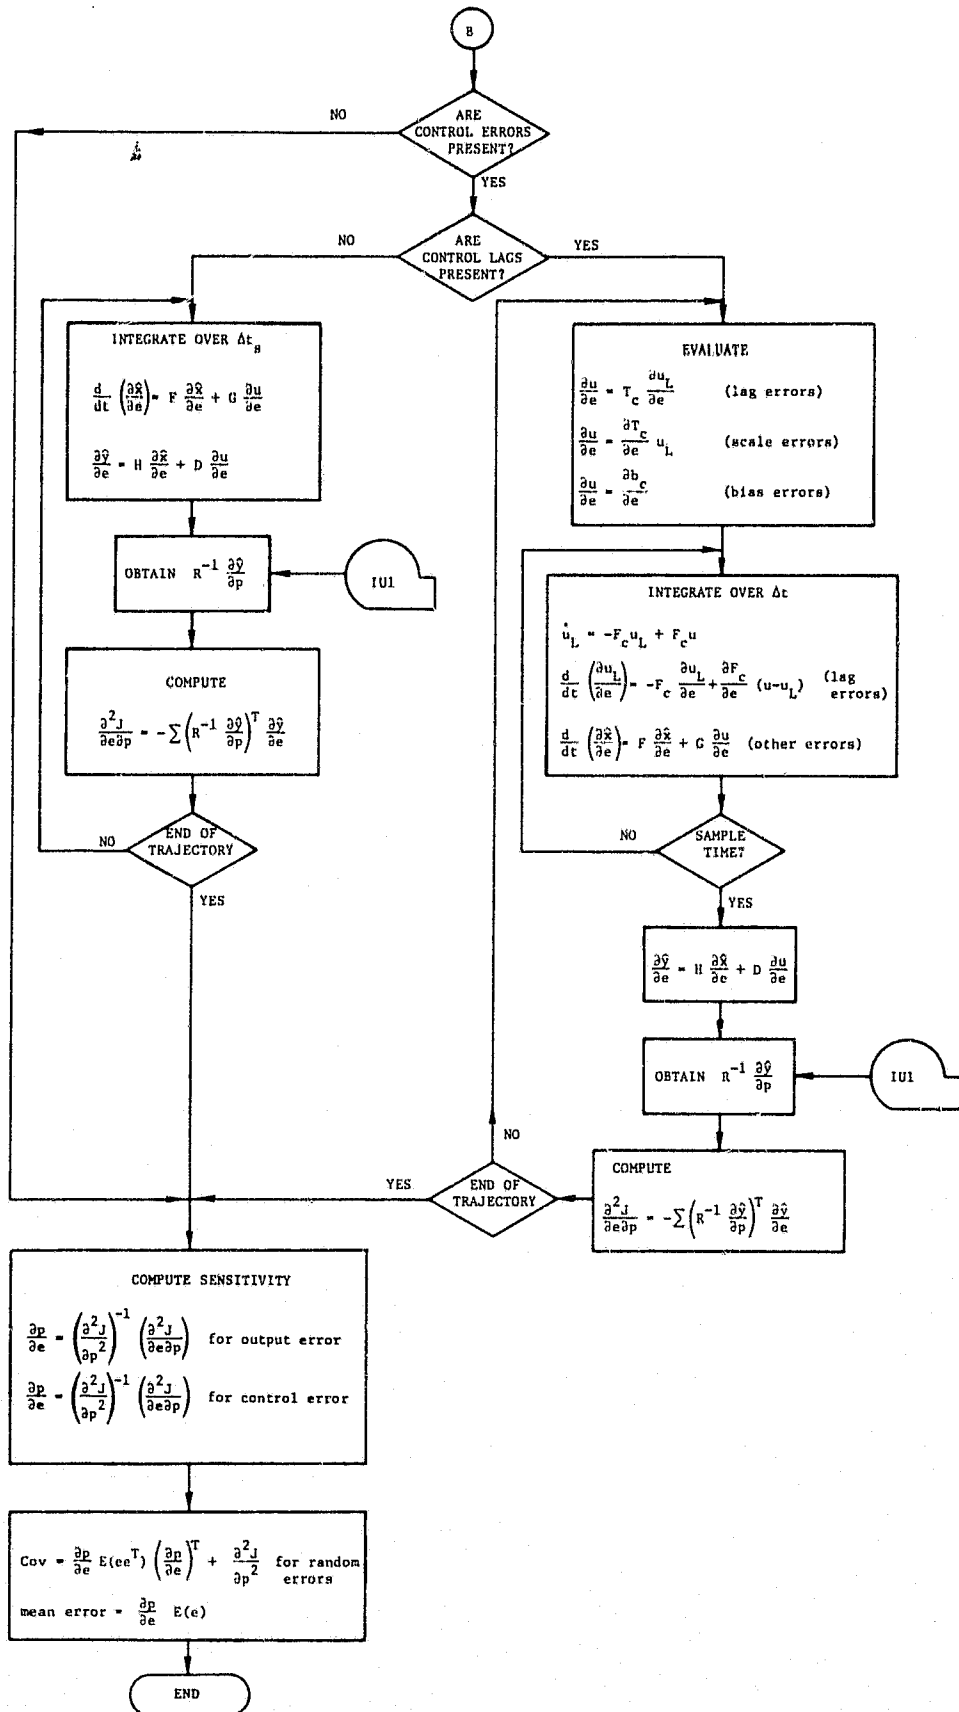 B
ARE
CONTROL ERRORS
PRESENT?
NO
YES
ARE
CONTROL LAGS
PRESENT?
NO
YES
INTEGRATE OVER Δt_s
d/dt (∂x̂/∂e) = F ∂x̂/∂e + G ∂u/∂e
∂ŷ/∂e = H ∂x̂/∂e + D ∂u/∂e
OBTAIN R^-1 ∂ŷ/∂p
IU1
COMPUTE
∂²J/∂e∂p = -∑ (R^-1 ∂ŷ/∂p)^T ∂ŷ/∂e
END OF
TRAJECTORY
NO
YES
EVALUATE
∂u/∂e = T_c ∂u_L/∂e (lag errors)
∂u/∂e = ∂T_c/∂e u_L (scale errors)
∂u/∂e = ∂b_c/∂e (bias errors)
INTEGRATE OVER Δt
u̇_L = -F_c u_L + F_c u
d/dt (∂u_L/∂e) = -F_c ∂u_L/∂e + ∂F_c/∂e (u-u_L) (lag
errors)
d/dt (∂x̂/∂e) = F ∂x̂/∂e + G ∂u/∂e (other errors)
SAMPLE
TIME?
NO
YES
∂ŷ/∂e = H ∂x̂/∂e + D ∂u/∂e
OBTAIN R^-1 ∂ŷ/∂p
IU1
COMPUTE
∂²J/∂e∂p = -∑ (R^-1 ∂ŷ/∂p)^T ∂ŷ/∂e
END OF
TRAJECTORY
NO
YES
COMPUTE SENSITIVITY
∂p/∂e = (∂²J/∂p²)^-1 (∂²J/∂e∂p) for output error
∂p/∂e = (∂²J/∂p²)^-1 (∂²J/∂e∂p) for control error
Cov = ∂p/∂e E(ee^T) (∂p/∂e)^T + ∂²J/∂p² for random
errors
mean error = ∂p/∂e E(e)
END